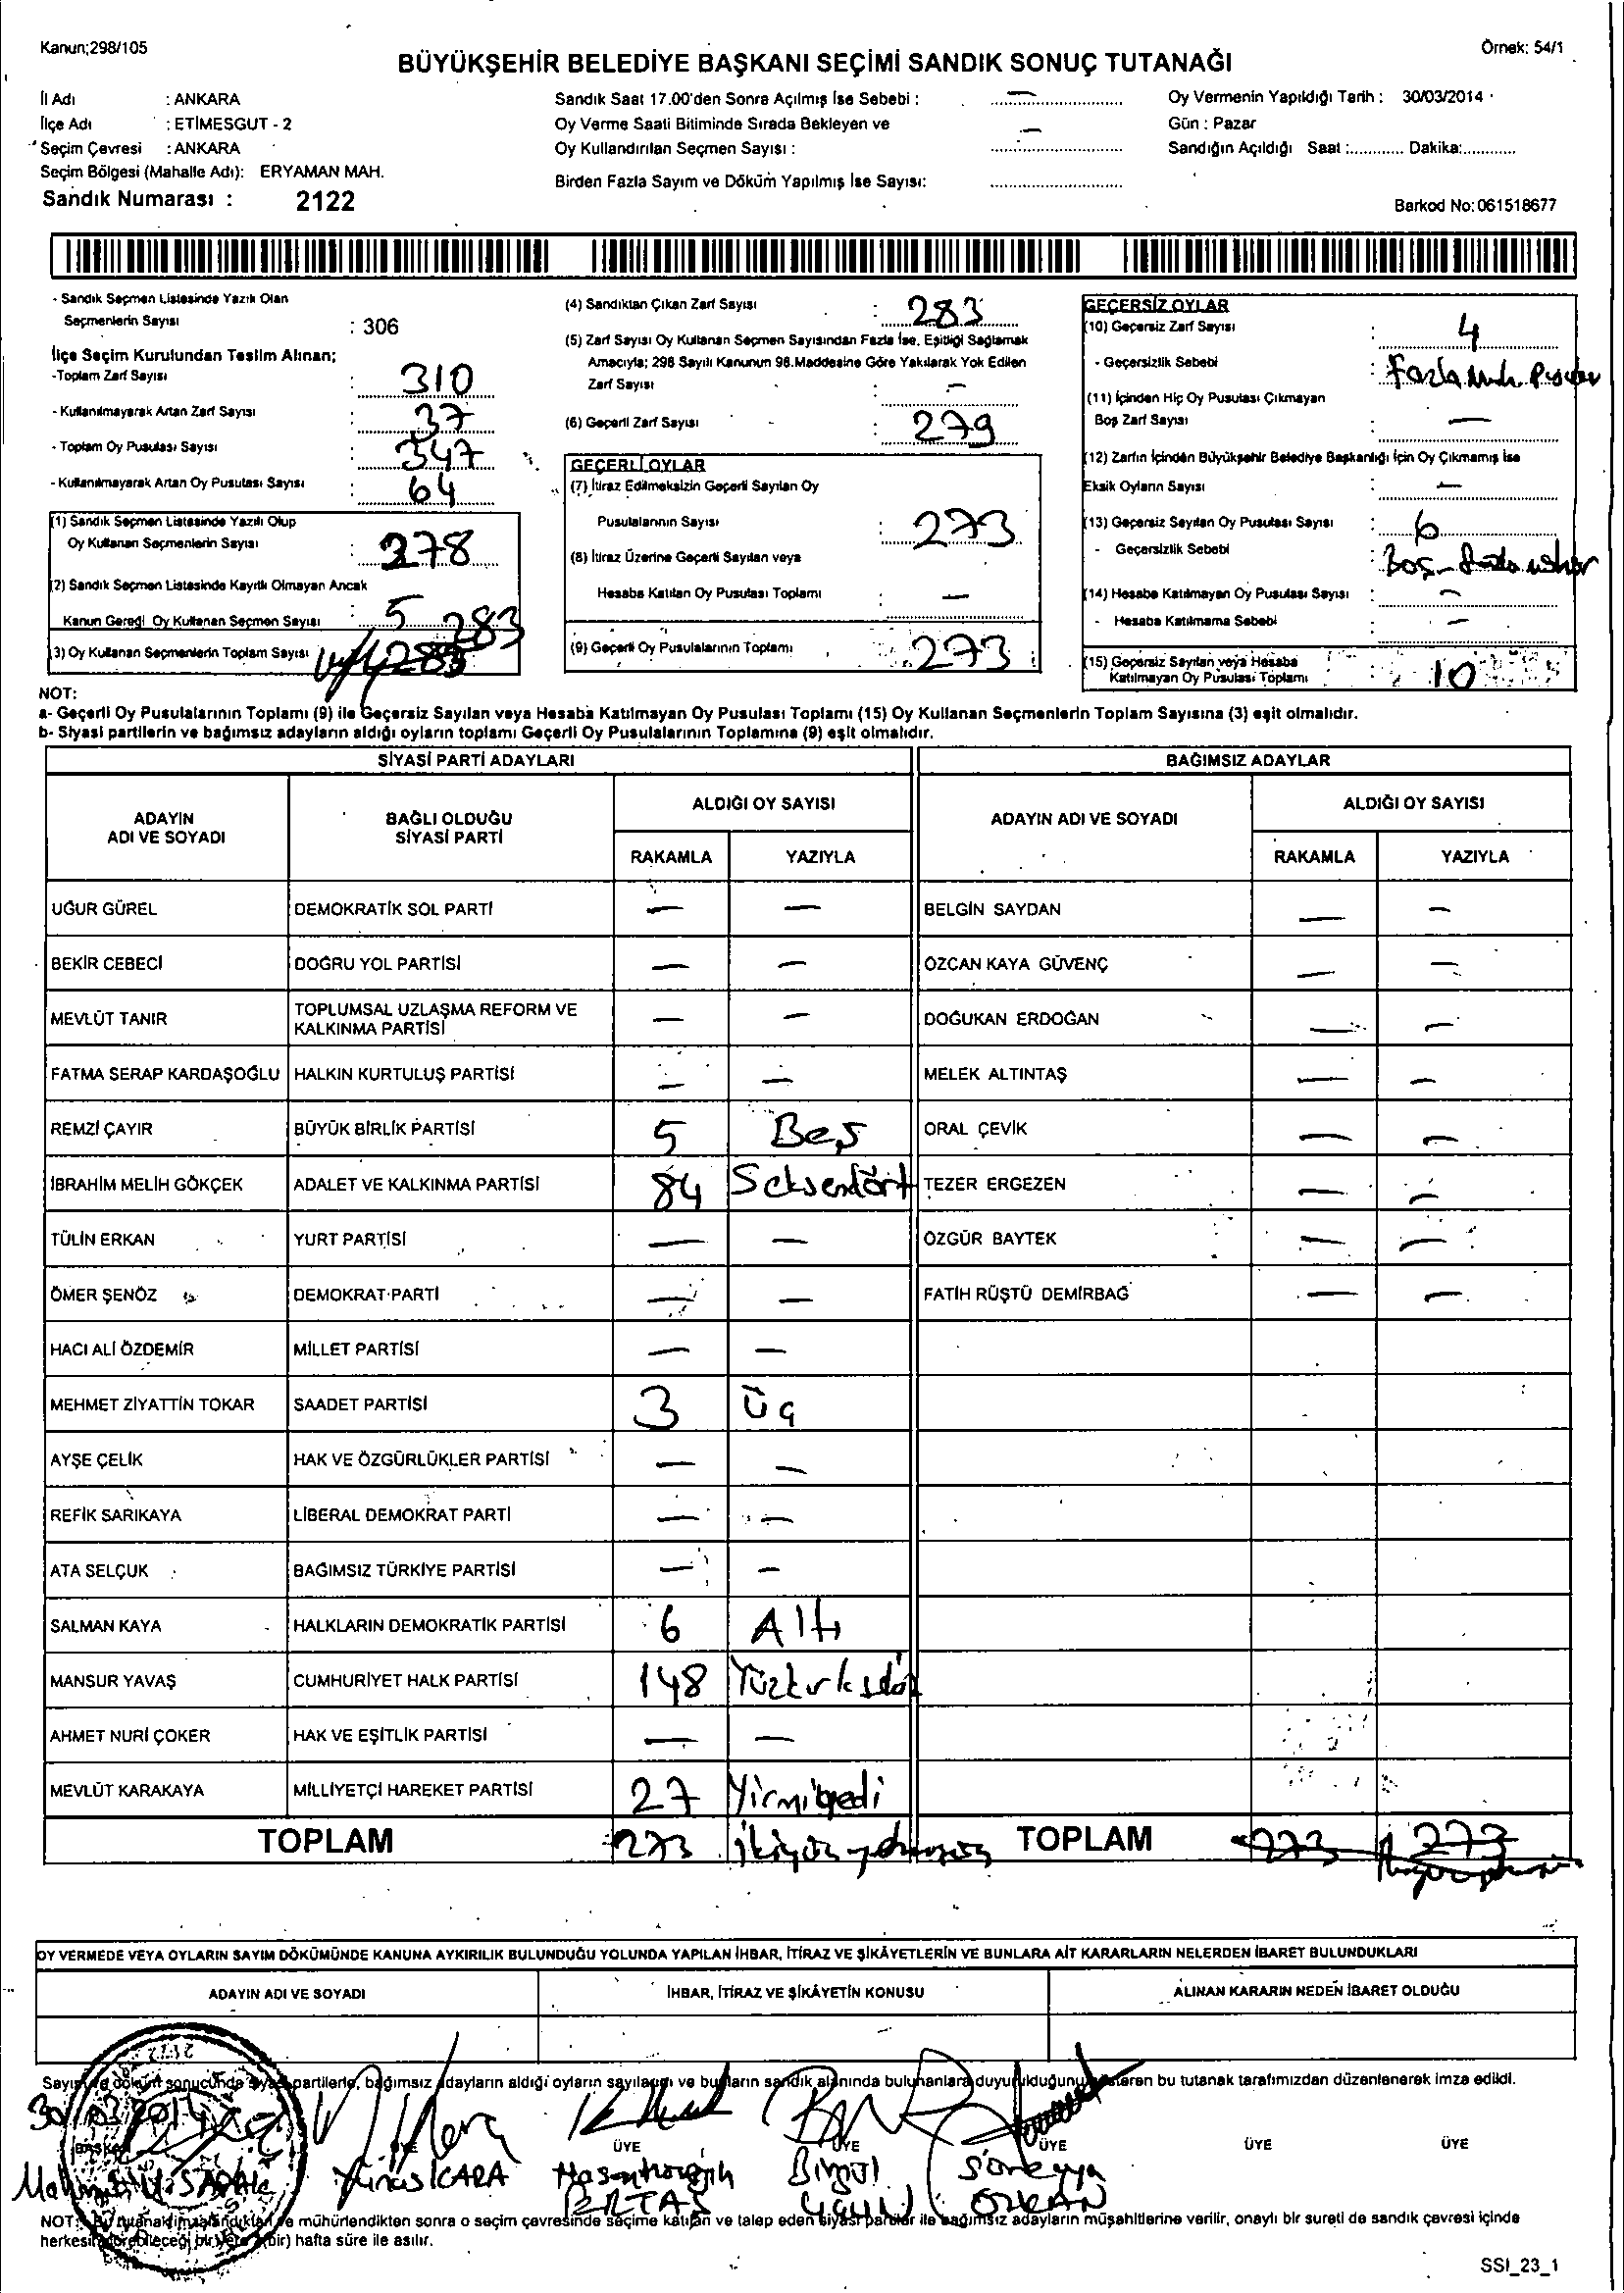 Kanun;298/105
Örnek: 54/1
BÜYÜKŞEHİR BELEDİYE BAŞKANI SEÇİMİ SANDIK SONUÇ TUTANAĞI
İl Adı : ANKARA
İlçe Adı : ETİMESGUT - 2
Seçim Çevresi : ANKARA
Seçim Bölgesi (Mahalle Adı): ERYAMAN MAH.
Sandık Numarası : 2122
Sandık Saat 17.00'den Sonra Açılmış İse Sebebi : —
Oy Verme Saati Bitiminde Sırada Bekleyen ve
Oy Kullandırılan Seçmen Sayısı : —
Birden Fazla Sayım ve Döküm Yapılmış İse Sayısı:
Oy Vermenin Yapıldığı Tarih : 30/03/2014
Gün : Pazar
Sandığın Açıldığı Saat :............ Dakika:............
Barkod No: 061518677
- Sandık Seçmen Listesinde Yazılı Olan
Seçmenlerin Sayısı : 306
İlçe Seçim Kurulundan Teslim Alınan;
-Toplam Zarf Sayısı : 310
- Kullanılmayarak Artan Zarf Sayısı : 37
- Toplam Oy Pusulası Sayısı : 347
- Kullanılmayarak Artan Oy Pusulası Sayısı : 64
(1) Sandık Seçmen Listesinde Yazılı Olup
Oy Kullanan Seçmenlerin Sayısı : 278
(2) Sandık Seçmen Listesinde Kayıtlı Olmayan Ancak
Kanun Gereği Oy Kullanan Seçmen Sayısı : 5
283
(3) Oy Kullanan Seçmenlerin Toplam Sayısı
(4) Sandıktan Çıkan Zarf Sayısı : 283
(5) Zarf Sayısı Oy Kullanan Seçmen Sayısından Fazla İse, Eşitliği Sağlamak
Amacıyla; 298 Sayılı Kanunun 98.Maddesine Göre Yakılarak Yok Edilen
Zarf Sayısı : —
(6) Geçerli Zarf Sayısı : 279
GEÇERLİ OYLAR
(7) İtiraz Edilmeksizin Geçerli Sayılan Oy
Pusulalarının Sayısı : 273
(8) İtiraz Üzerine Geçerli Sayılan veya
Hesaba Katılan Oy Pusulası Toplamı : —
(9) Geçerli Oy Pusulalarının Toplamı : 273
GEÇERSİZ OYLAR
(10) Geçersiz Zarf Sayısı : 4
- Geçersizlik Sebebi : Fazla
(11) İçinden Hiç Oy Pusulası Çıkmayan
Boş Zarf Sayısı : —
(12) Zarfın İçinden Büyükşehir Belediye Başkanlığı İçin Oy Çıkmamış İse
Eksik Oyların Sayısı : —
(13) Geçersiz Sayılan Oy Pusulası Sayısı : 6
- Geçersizlik Sebebi : Boş -
(14) Hesaba Katılmayan Oy Pusulası Sayısı : —
- Hesaba Katılmama Sebebi : —
(15) Geçersiz Sayılan veya Hesaba
Katılmayan Oy Pusulası Toplamı : 10
NOT:
a- Geçerli Oy Pusulalarının Toplamı (9) ile Geçersiz Sayılan veya Hesaba Katılmayan Oy Pusulası Toplamı (15) Oy Kullanan Seçmenlerin Toplam Sayısına (3) eşit olmalıdır.
b- Siyasi partilerin ve bağımsız adayların aldığı oyların toplamı Geçerli Oy Pusulalarının Toplamına (9) eşit olmalıdır.
SİYASİ PARTİ ADAYLARI
BAĞIMSIZ ADAYLAR
ADAYIN ADI VE SOYADI
BAĞLI OLDUĞU SİYASİ PARTİ
ALDIĞI OY SAYISI
RAKAMLA YAZIYLA
ADAYIN ADI VE SOYADI
ALDIĞI OY SAYISI
RAKAMLA YAZIYLA
UĞUR GÜREL DEMOKRATİK SOL PARTİ — — BELGİN SAYDAN — —
BEKİR CEBECİ DOĞRU YOL PARTİSİ — — ÖZCAN KAYA GÜVENÇ — —
MEVLÜT TANIR TOPLUMSAL UZLAŞMA REFORM VE KALKINMA PARTİSİ — — DOĞUKAN ERDOĞAN — —
FATMA SERAP KARDAŞOĞLU HALKIN KURTULUŞ PARTİSİ — — MELEK ALTINTAŞ — —
REMZİ ÇAYIR BÜYÜK BİRLİK PARTİSİ 5 Beş ORAL ÇEVİK — —
İBRAHİM MELİH GÖKÇEK ADALET VE KALKINMA PARTİSİ 84 Seksendört TEZER ERGEZEN — —
TÜLİN ERKAN YURT PARTİSİ — — ÖZGÜR BAYTEK — —
ÖMER ŞENÖZ DEMOKRAT PARTİ — — FATİH RÜŞTÜ DEMİRBAĞ — —
HACI ALİ ÖZDEMİR MİLLET PARTİSİ — —
MEHMET ZİYATTİN TOKAR SAADET PARTİSİ 3 Üç
AYŞE ÇELİK HAK VE ÖZGÜRLÜKLER PARTİSİ — —
REFİK SARIKAYA LİBERAL DEMOKRAT PARTİ — —
ATA SELÇUK BAĞIMSIZ TÜRKİYE PARTİSİ — —
SALMAN KAYA HALKLARIN DEMOKRATİK PARTİSİ 6 Altı
MANSUR YAVAŞ CUMHURİYET HALK PARTİSİ 148
AHMET NURİ ÇOKER HAK VE EŞİTLİK PARTİSİ — —
MEVLÜT KARAKAYA MİLLİYETÇİ HAREKET PARTİSİ 27 Yirmiyedi
TOPLAM 273 TOPLAM 273 273
OY VERMEDE VEYA OYLARIN SAYIM DÖKÜMÜNDE KANUNA AYKIRILIK BULUNDUĞU YOLUNDA YAPILAN İHBAR, İTİRAZ VE ŞİKÂYETLERİN VE BUNLARA AİT KARARLARIN NELERDEN İBARET BULUNDUKLARI
ADAYIN ADI VE SOYADI İHBAR, İTİRAZ VE ŞİKÂYETİN KONUSU ALINAN KARARIN NEDEN İBARET OLDUĞU
—
Sayım ve döküm sonucunda siyasi partilerle, bağımsız adayların aldığı oyların sayılarını ve bunların sandık alanında bulunanlara duyurulduğunu gösteren bu tutanak tarafımızdan düzenlenerek imza edildi.
BAŞKAN ÜYE ÜYE ÜYE ÜYE ÜYE ÜYE
Yunus KARA
ERTAŞ
ÖZKAN
NOT: Bu tutanak imzalandıktan ve mühürlendikten sonra o seçim çevresinde seçime katılan ve talep eden siyasi partiler ile bağımsız adayların müşahitlerine verilir, onaylı bir sureti de sandık çevresi içinde
herkesin görebileceği bir yere (bir) hafta süre ile asılır.
SSI_23_1